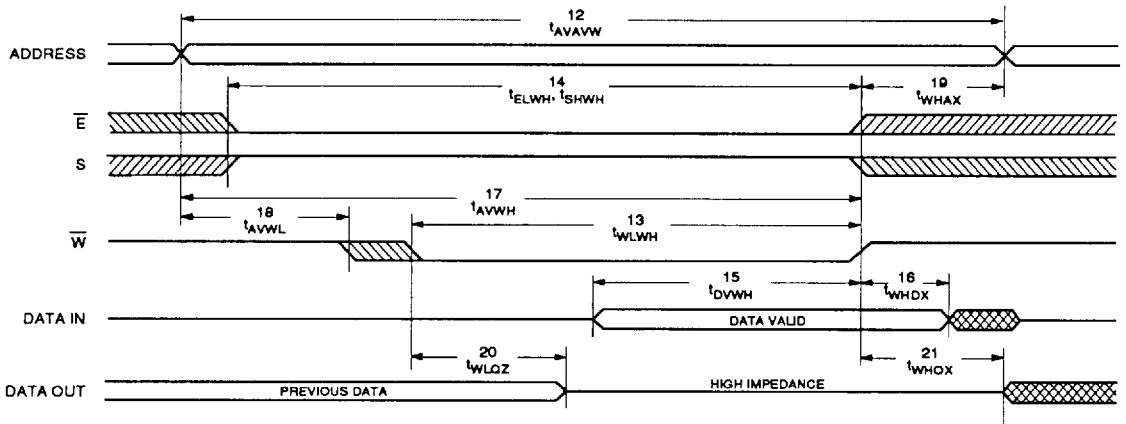 12
tAVAVW
ADDRESS
14
tELWH, tSHWH
19
tWHAX
E
S
17
tAVWH
18
tAVWL
13
tWLWH
W
15
tDVWH
16
tWHDX
DATA IN
DATA VALID
20
tWLQZ
21
tWHQX
DATA OUT
PREVIOUS DATA
HIGH IMPEDANCE